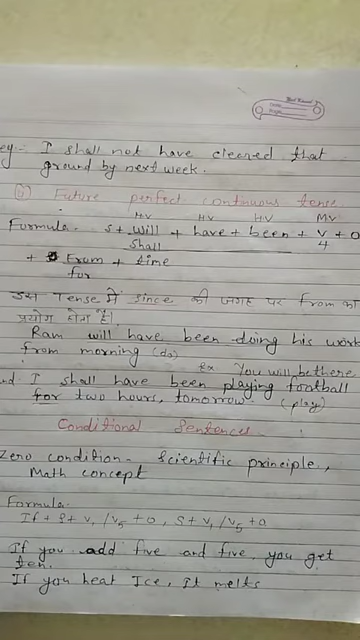 eg- I shall not have cleared that
ground by next week.
Future perfect continuous tense
HV HV HV MV
Formula- S+ will + have + been + V + O
shall 4
+ From + time
for
इस Tense में since की जगह पर from का
प्रयोग होता है।
Ram will have been doing his work
from morning (do)
You will be there
and I shall have been playing football
for two hours, tomorrow. (play)
Conditional Sentences
Zero condition- Scientific principle,
Math concept
Formula-
If + S + V1/V5 + O, S + V1/V5 + O
If you add five and five, you get
ten.
If you heat Ice, It melts